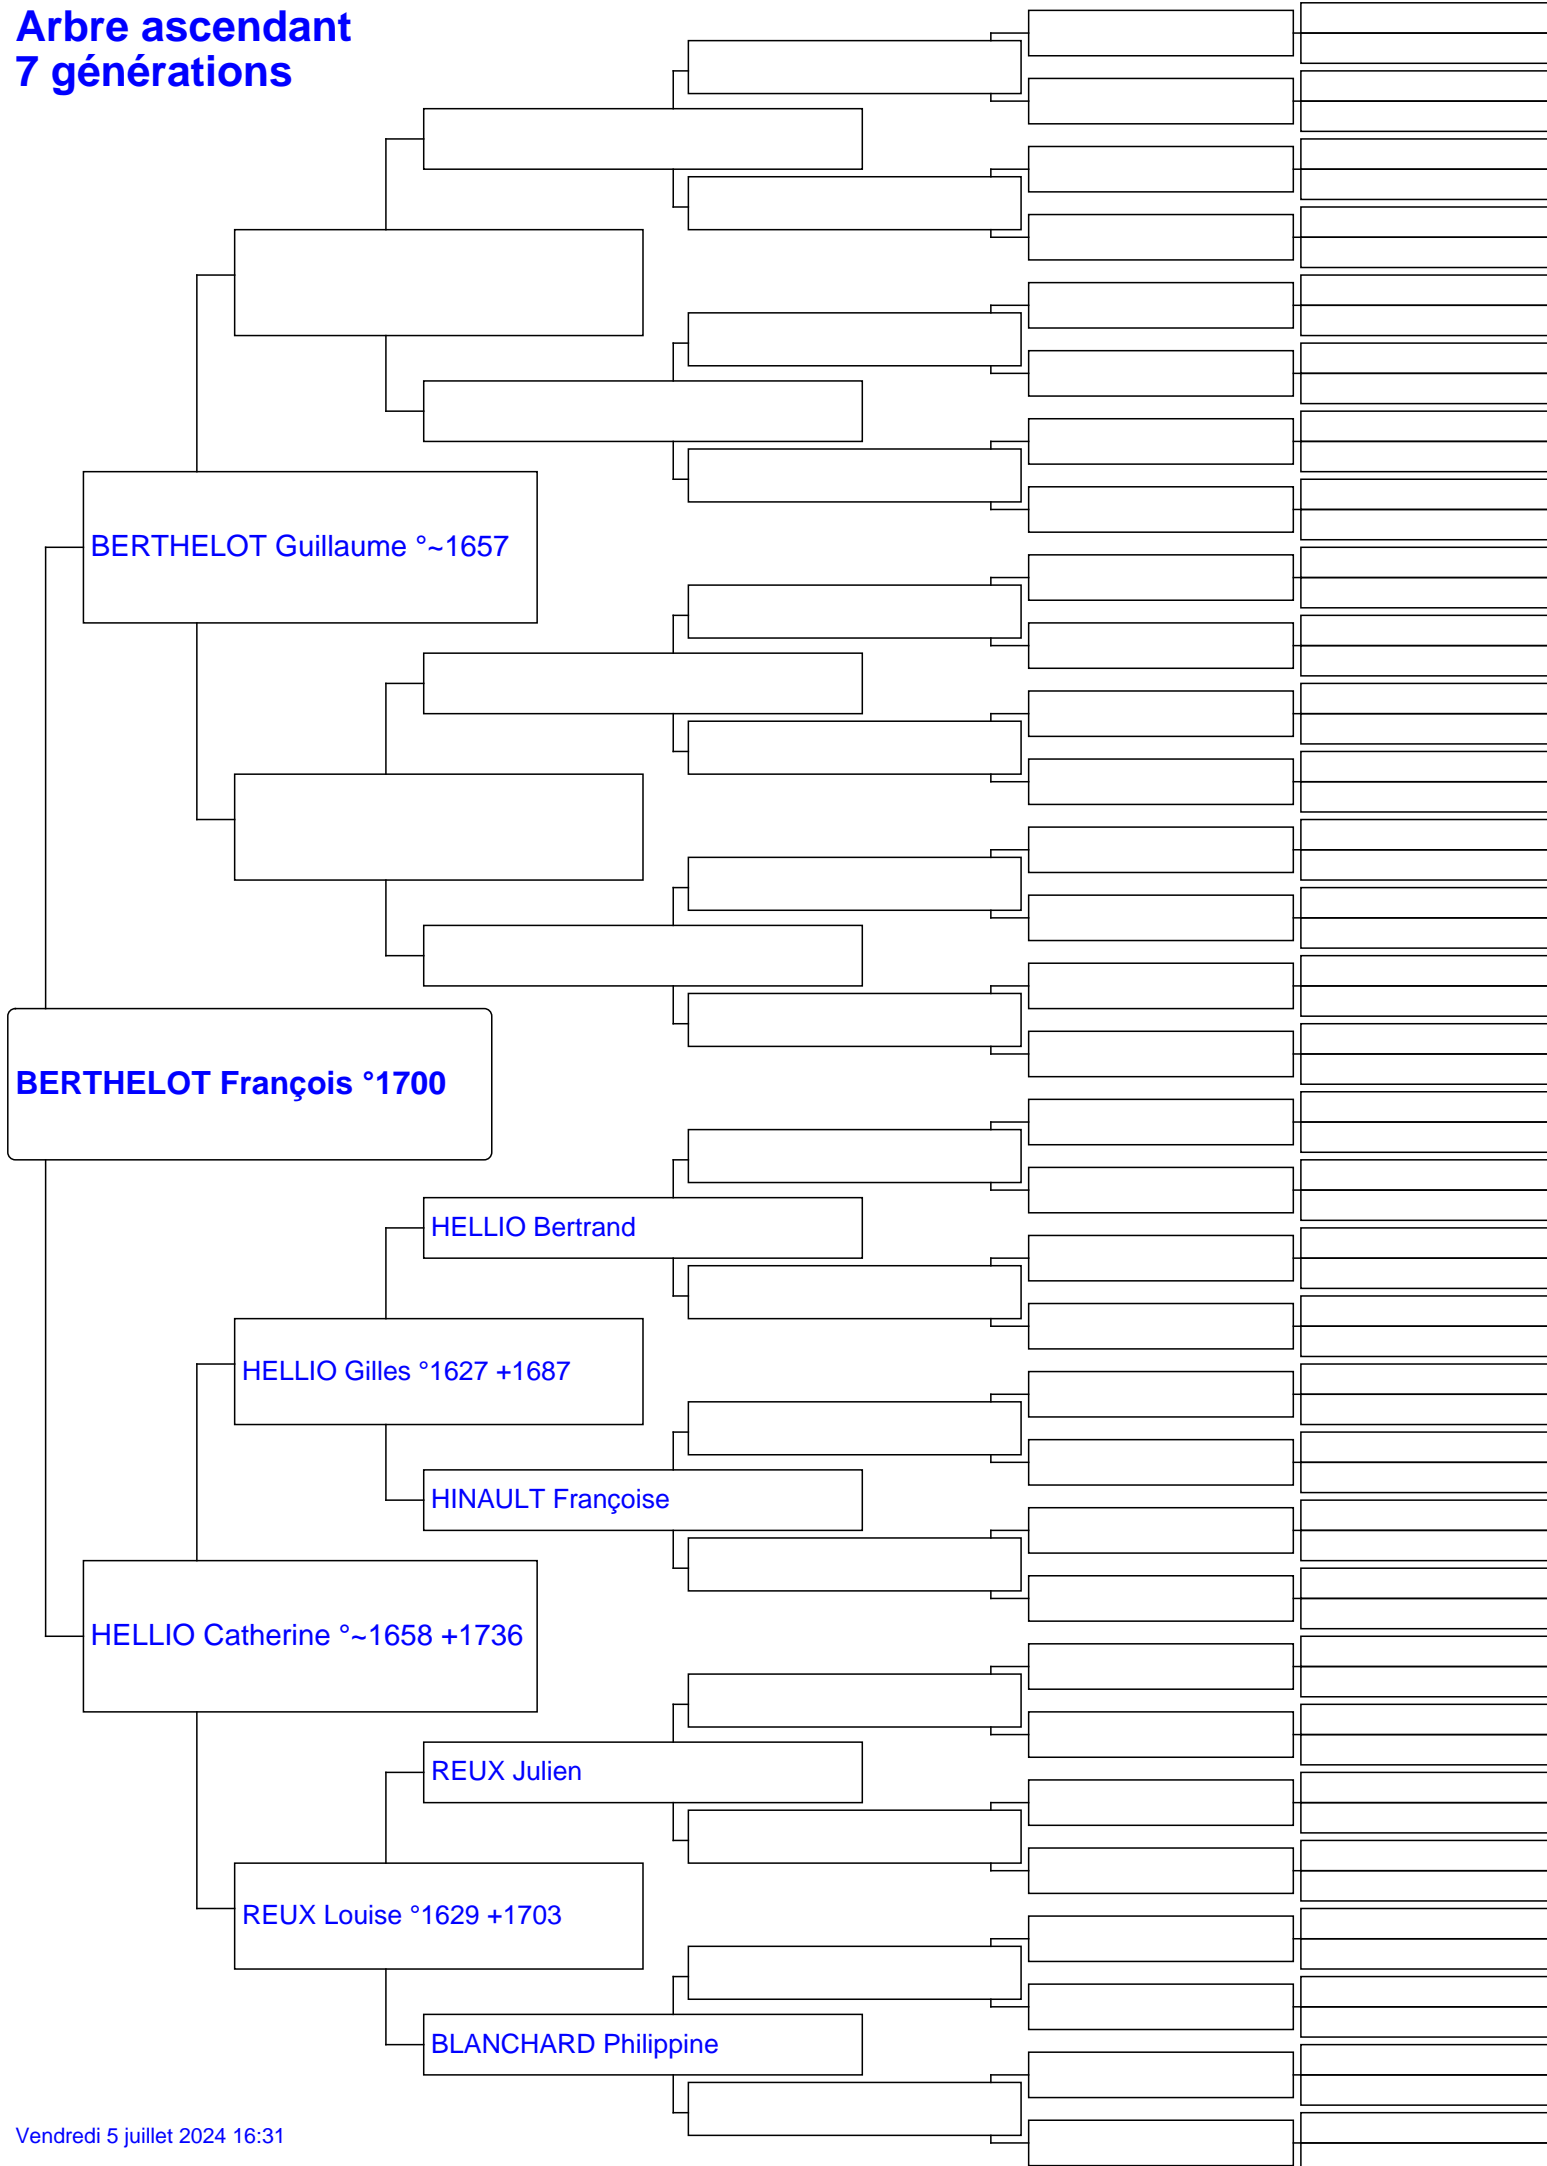 Arbre ascendant
7 générations
BERTHELOT Guillaume °~1657
BERTHELOT François °1700
HELLIO Bertrand
HELLIO Gilles °1627 +1687
HINAULT Françoise
HELLIO Catherine °~1658 +1736
REUX Julien
REUX Louise °1629 +1703
BLANCHARD Philippine
Vendredi 5 juillet 2024 16:31